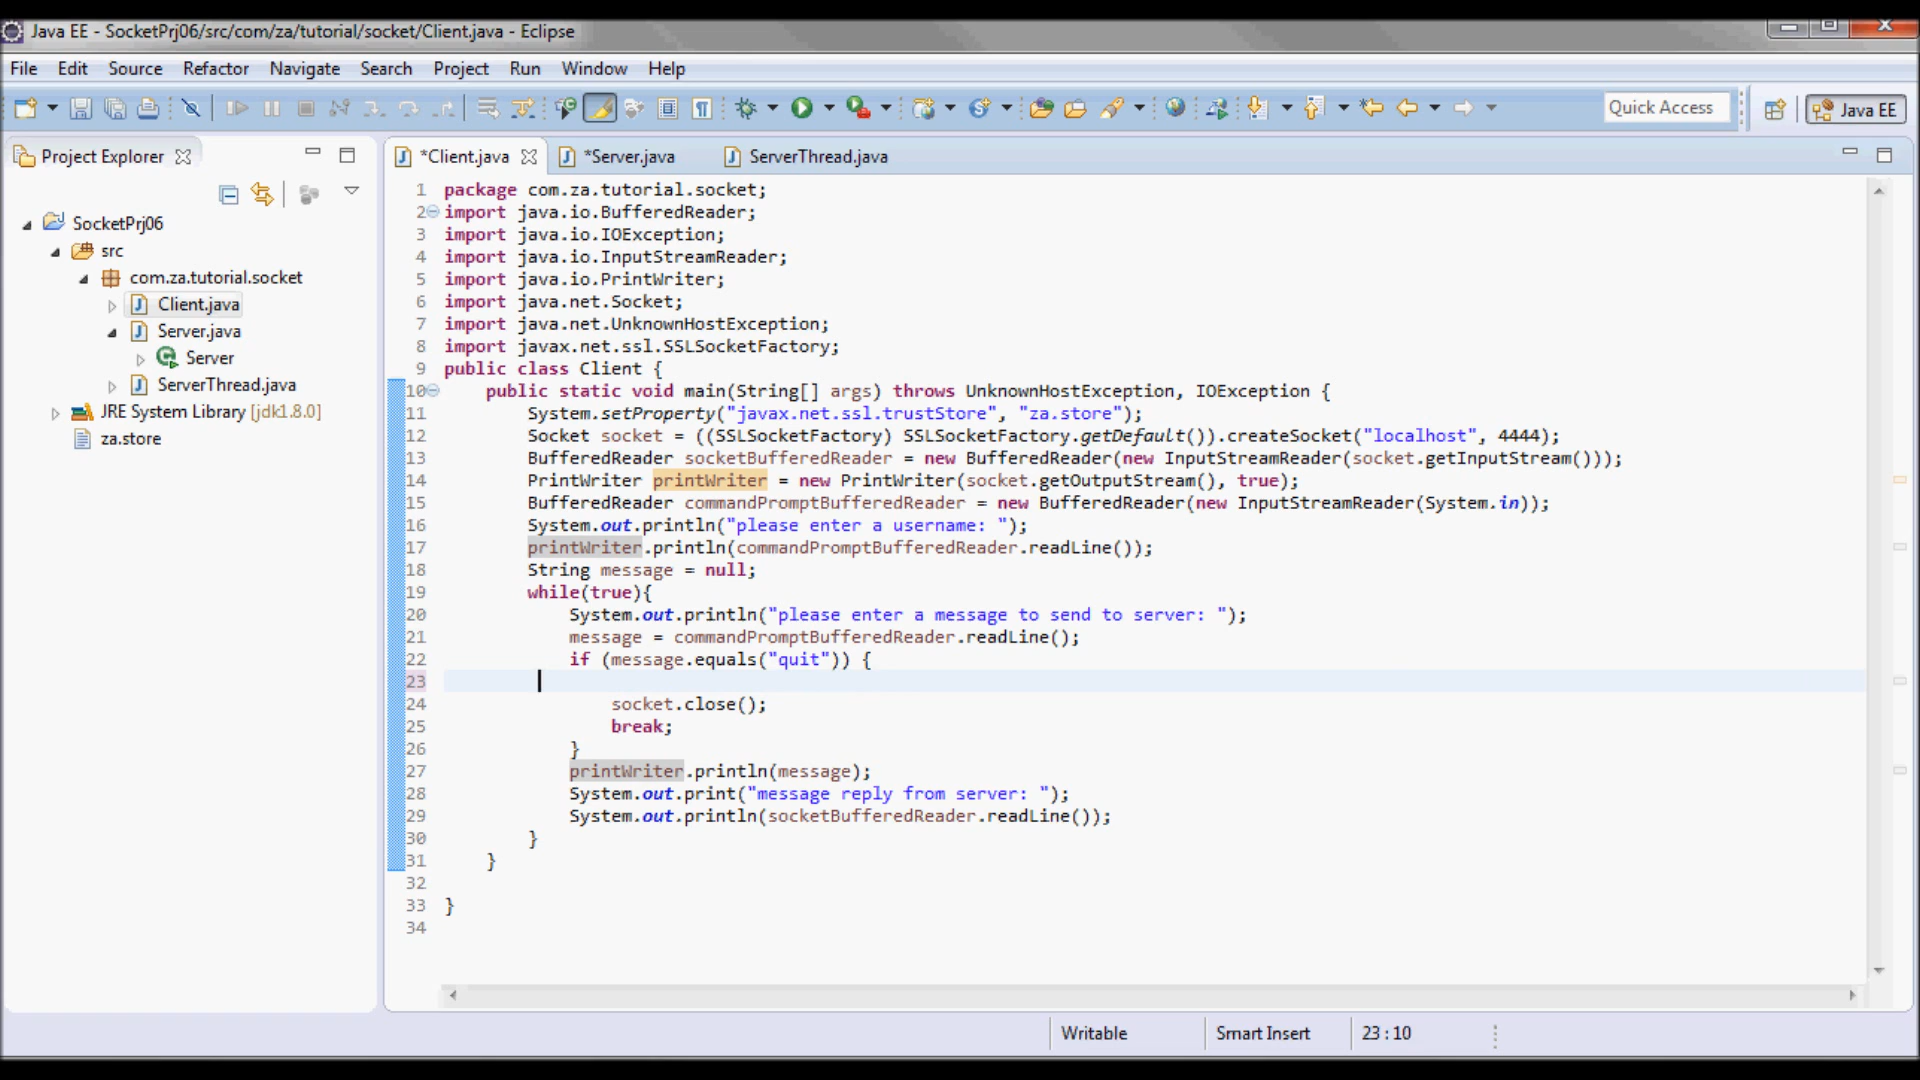 Java EE - SocketPrj06/src/com/za/tutorial/socket/Client.java - Eclipse
File Edit Source Refactor Navigate Search Project Run Window Help
Quick Access
Java EE
Project Explorer
*Client.java
*Server.java
ServerThread.java
SocketPrj06
src
com.za.tutorial.socket
Client.java
Server.java
Server
ServerThread.java
JRE System Library [jdk1.8.0]
za.store
1 package com.za.tutorial.socket;
2 import java.io.BufferedReader;
3 import java.io.IOException;
4 import java.io.InputStreamReader;
5 import java.io.PrintWriter;
6 import java.net.Socket;
7 import java.net.UnknownHostException;
8 import javax.net.ssl.SSLSocketFactory;
9 public class Client {
10 public static void main(String[] args) throws UnknownHostException, IOException {
11 System.setProperty("javax.net.ssl.trustStore", "za.store");
12 Socket socket = ((SSLSocketFactory) SSLSocketFactory.getDefault()).createSocket("localhost", 4444);
13 BufferedReader socketBufferedReader = new BufferedReader(new InputStreamReader(socket.getInputStream()));
14 PrintWriter printWriter = new PrintWriter(socket.getOutputStream(), true);
15 BufferedReader commandPromptBufferedReader = new BufferedReader(new InputStreamReader(System.in));
16 System.out.println("please enter a username: ");
17 printWriter.println(commandPromptBufferedReader.readLine());
18 String message = null;
19 while(true){
20 System.out.println("please enter a message to send to server: ");
21 message = commandPromptBufferedReader.readLine();
22 if (message.equals("quit")) {
23
24 socket.close();
25 break;
26 }
27 printWriter.println(message);
28 System.out.print("message reply from server: ");
29 System.out.println(socketBufferedReader.readLine());
30 }
31 }
32
33 }
34
Writable
Smart Insert
23 : 10